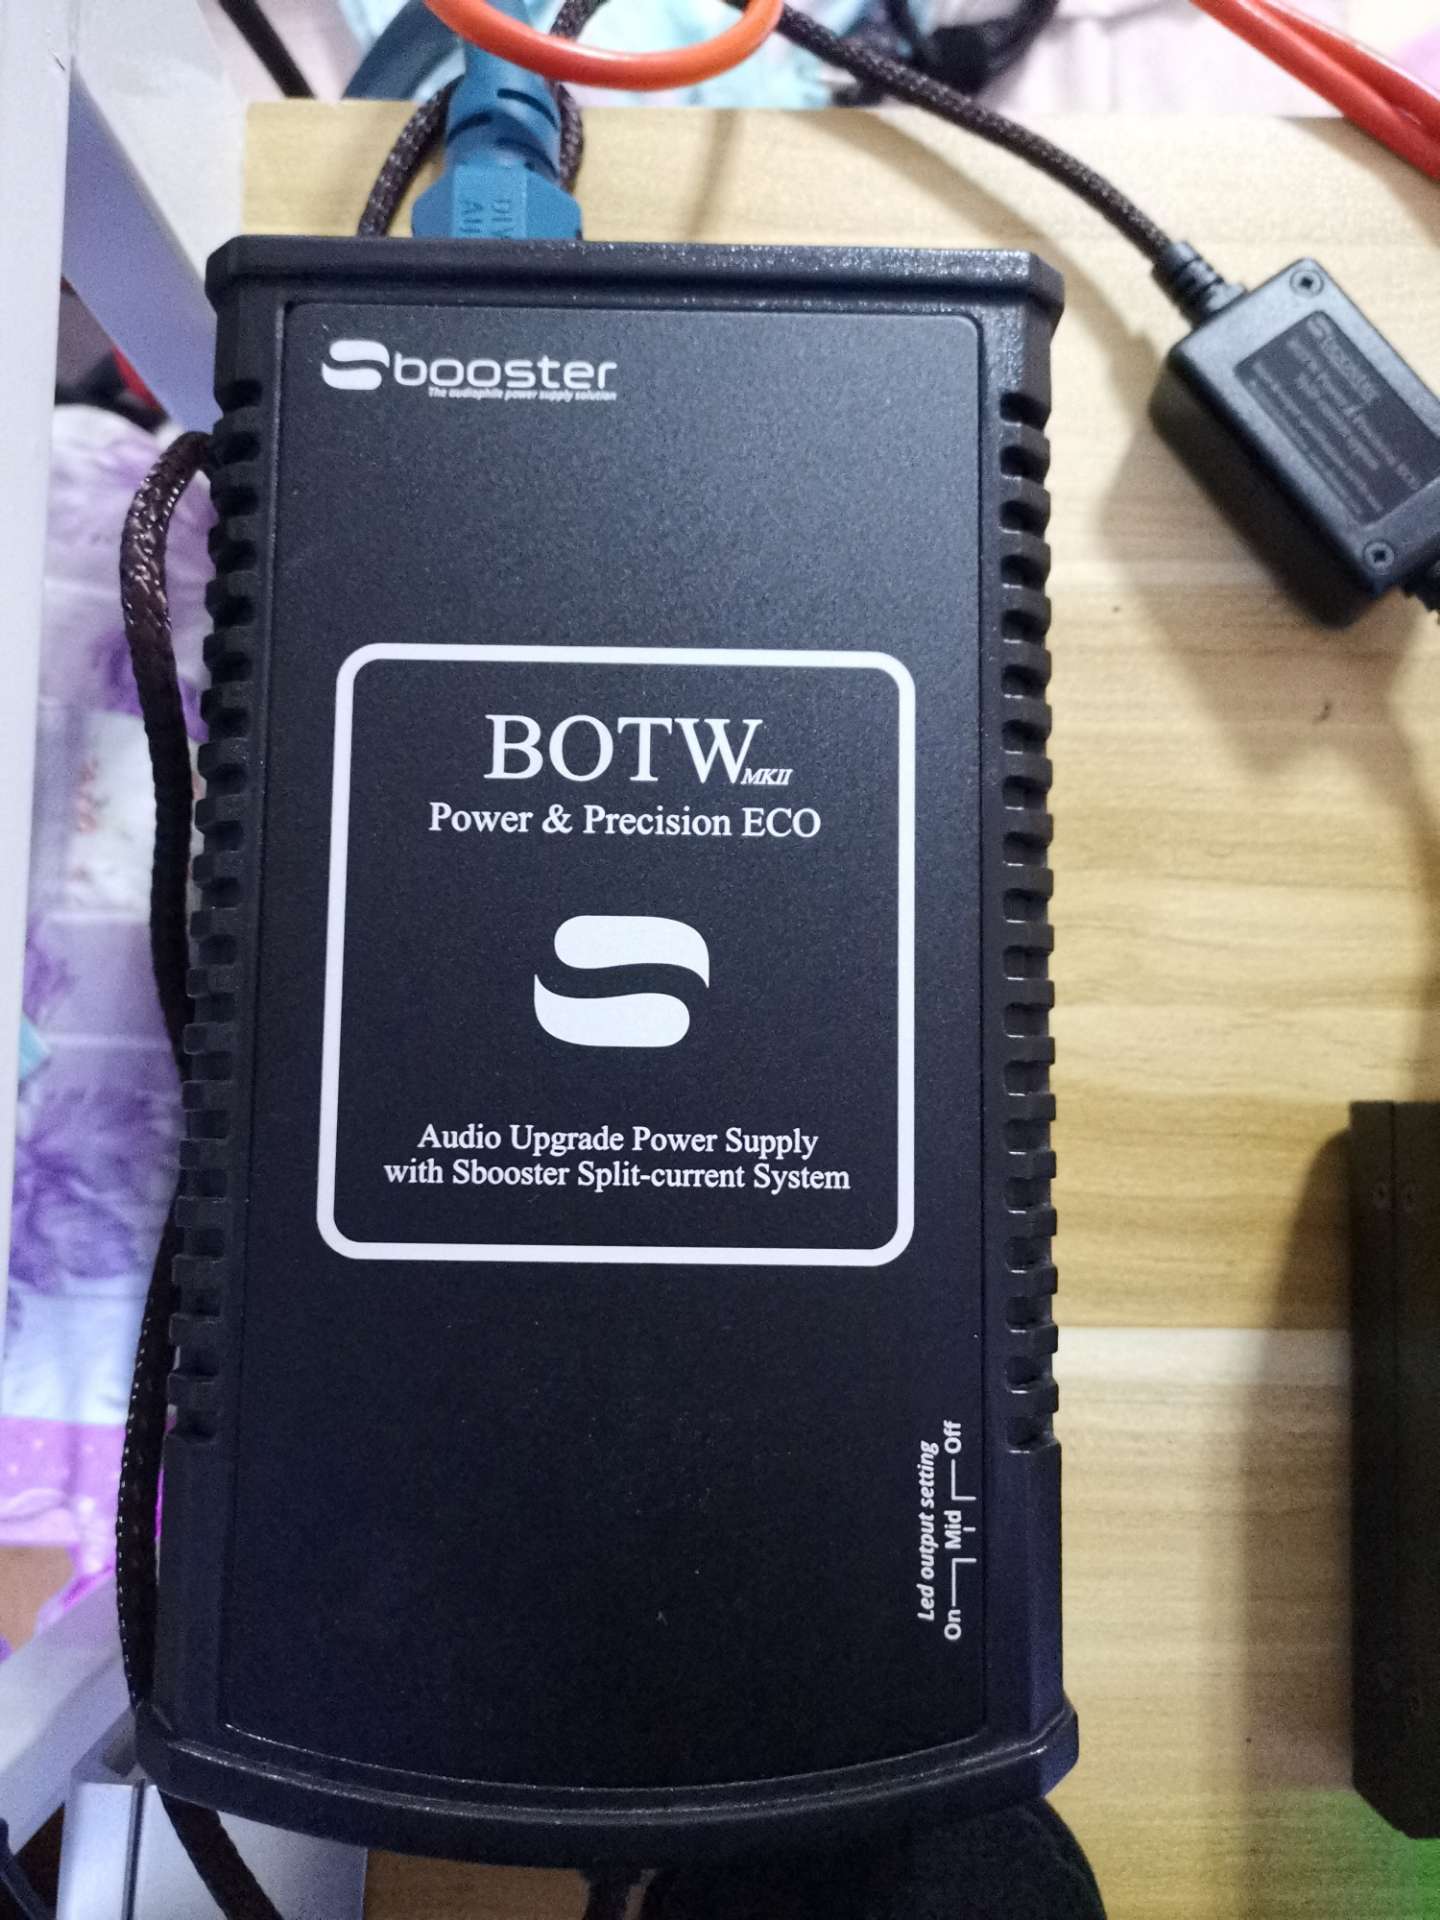 Sbooster
The audiophile power supply solution
BOTW MKII
Power & Precision ECO
Audio Upgrade Power Supply
with Sbooster Split-current System
Led output setting
On Mid Off
Sbooster